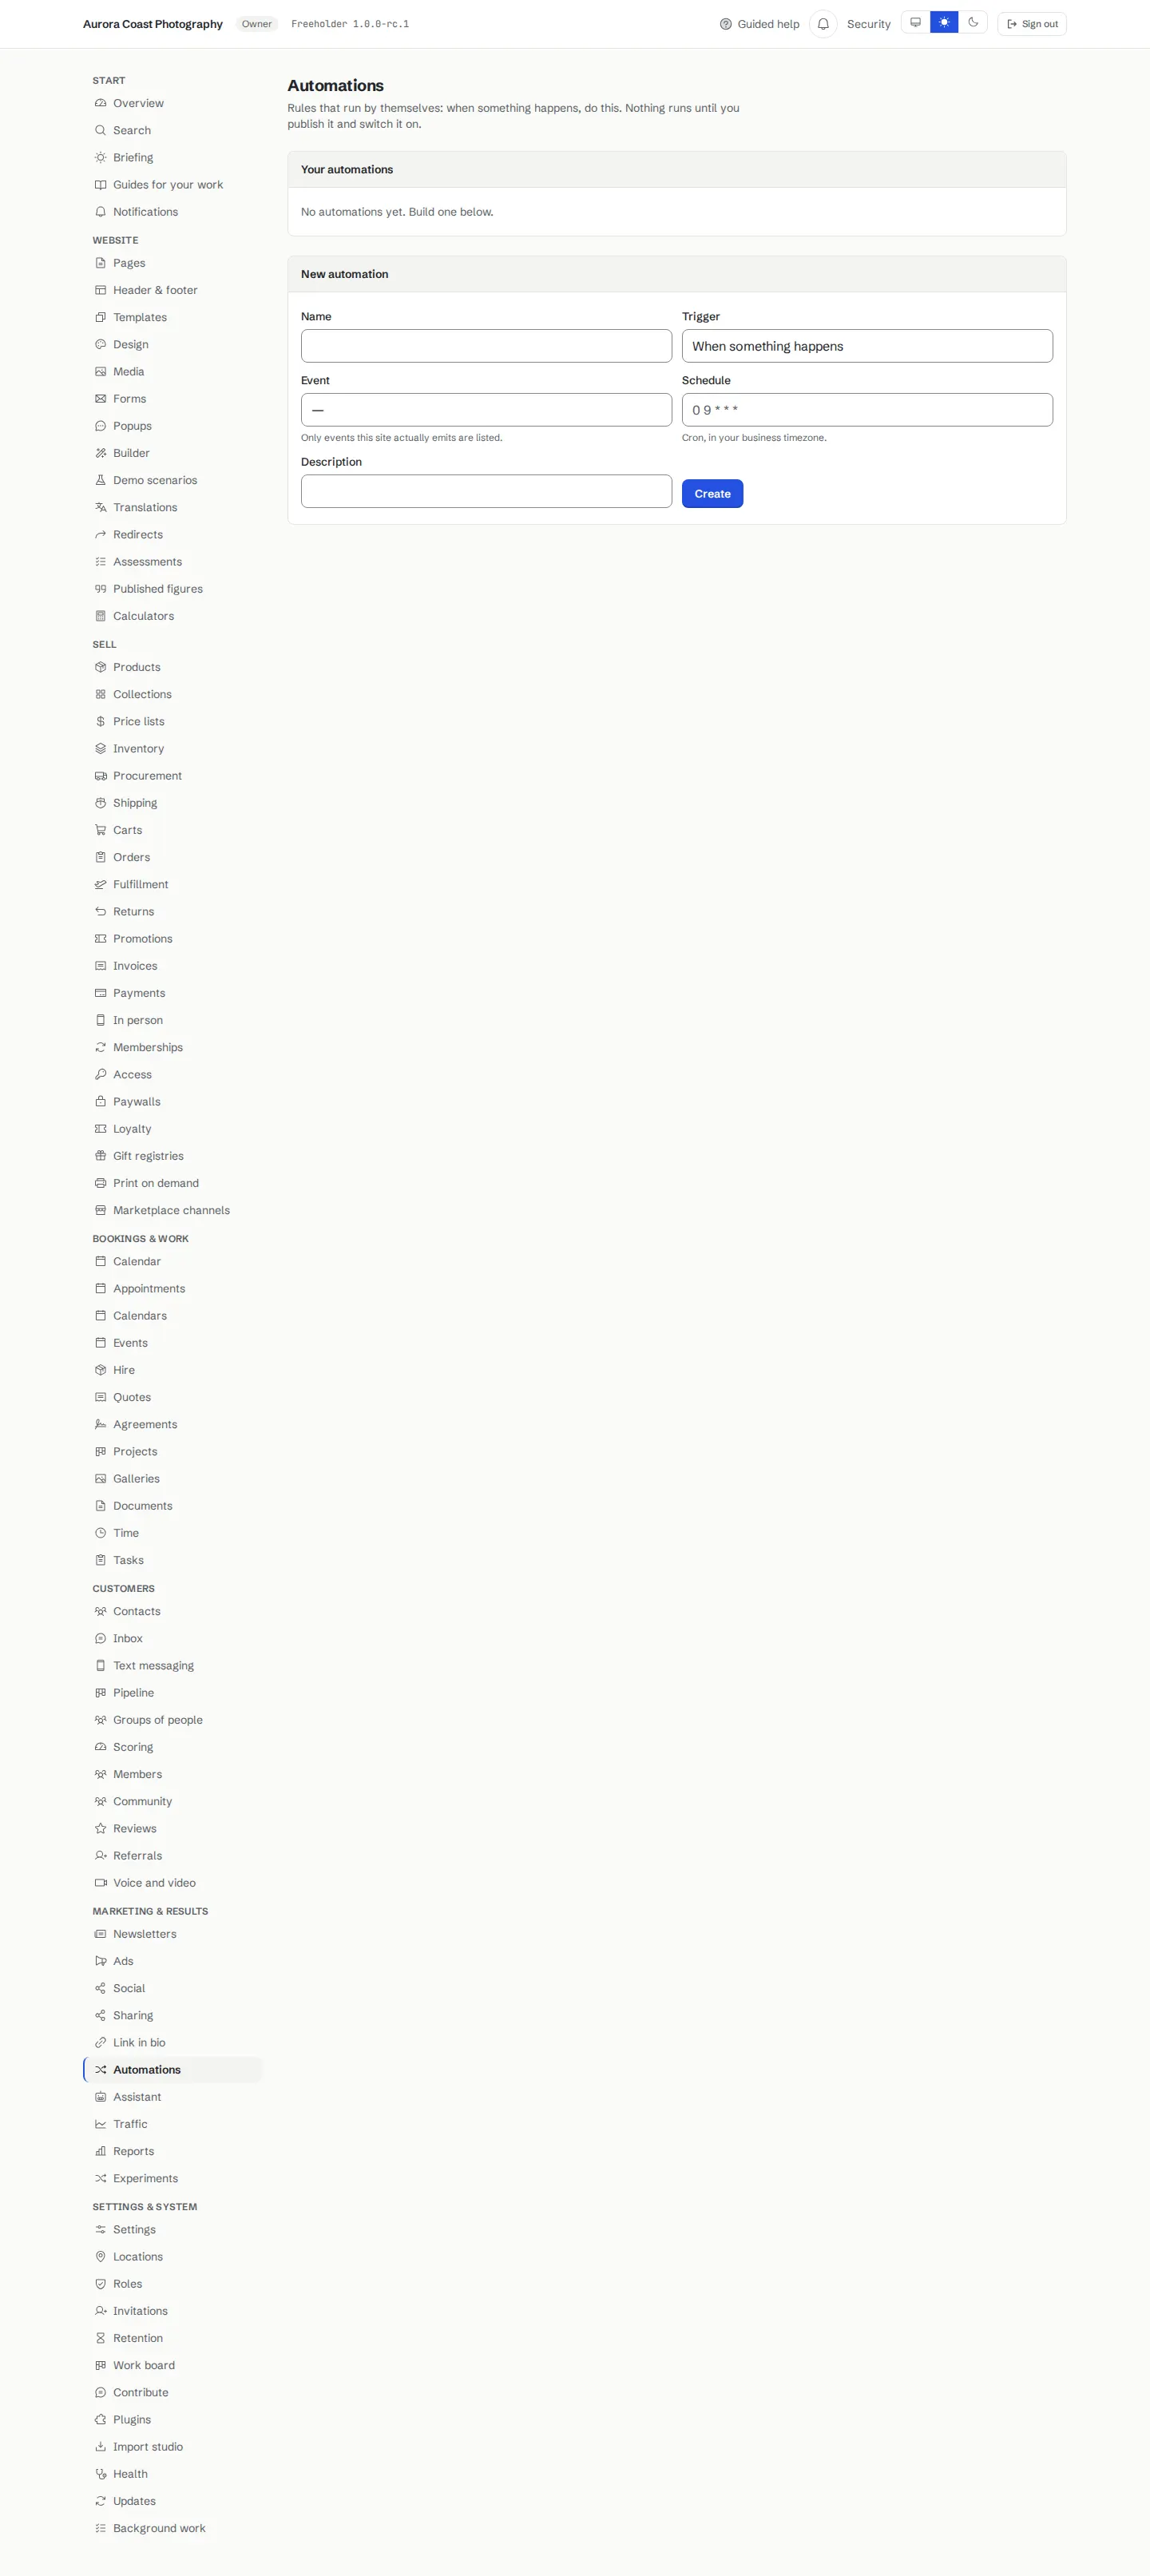 Aurora Coast Photography
Owner
Freeholder 1.0.0-rc.1
Guided help
Security
Sign out
START
Overview
Search
Briefing
Guides for your work
Notifications
WEBSITE
Pages
Header & footer
Templates
Design
Media
Forms
Popups
Builder
Demo scenarios
Translations
Redirects
Assessments
Published figures
Calculators
SELL
Products
Collections
Price lists
Inventory
Procurement
Shipping
Carts
Orders
Fulfillment
Returns
Promotions
Invoices
Payments
In person
Memberships
Access
Paywalls
Loyalty
Gift registries
Print on demand
Marketplace channels
BOOKINGS & WORK
Calendar
Appointments
Calendars
Events
Hire
Quotes
Agreements
Projects
Galleries
Documents
Time
Tasks
CUSTOMERS
Contacts
Inbox
Text messaging
Pipeline
Groups of people
Scoring
Members
Community
Reviews
Referrals
Voice and video
MARKETING & RESULTS
Newsletters
Ads
Social
Sharing
Link in bio
Automations
Assistant
Traffic
Reports
Experiments
SETTINGS & SYSTEM
Settings
Locations
Roles
Invitations
Retention
Work board
Contribute
Plugins
Import studio
Health
Updates
Background work
Automations
Rules that run by themselves: when something happens, do this. Nothing runs until you
publish it and switch it on.
Your automations
No automations yet. Build one below.
New automation
Name
Trigger
When something happens
Event
—
Only events this site actually emits are listed.
Schedule
0 9 * * *
Cron, in your business timezone.
Description
Create